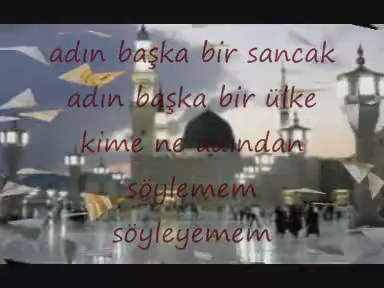 adın başka bir sancak
adın başka bir ülke
kime ne adından
söylemem
söyleyemem